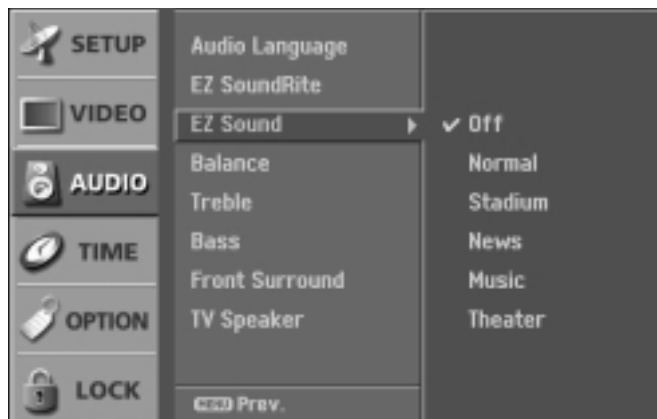 SETUP
VIDEO
AUDIO
TIME
OPTION
LOCK
Audio Language
EZ SoundRite
EZ Sound
Balance
Treble
Bass
Front Surround
TV Speaker
MENU Prev.
Off
Normal
Stadium
News
Music
Theater